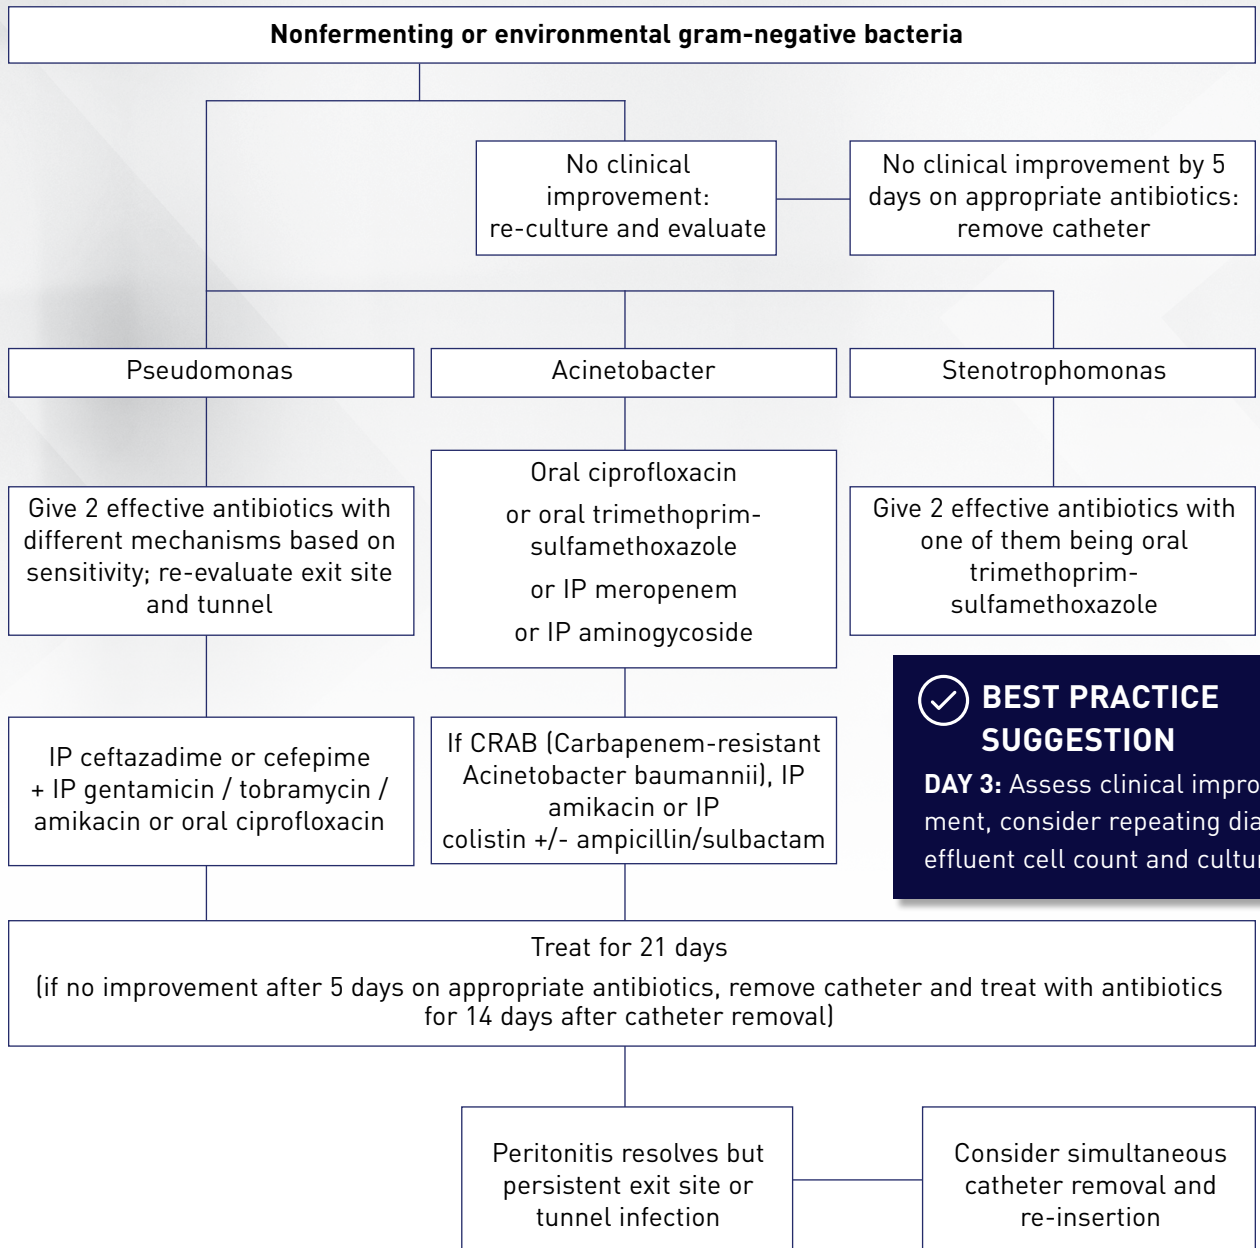 Nonfermenting or environmental gram-negative bacteria
No clinical
improvement:
re-culture and evaluate
No clinical improvement by 5
days on appropriate antibiotics:
remove catheter
Pseudomonas
Acinetobacter
Stenotrophomonas
Give 2 effective antibiotics with
different mechanisms based on
sensitivity; re-evaluate exit site
and tunnel
Oral ciprofloxacin
or oral trimethoprim-
sulfamethoxazole
or IP meropenem
or IP aminogycoside
Give 2 effective antibiotics with
one of them being oral
trimethoprim-
sulfamethoxazole
IP ceftazadime or cefepime
+ IP gentamicin / tobramycin /
amikacin or oral ciprofloxacin
If CRAB (Carbapenem-resistant
Acinetobacter baumannii), IP
amikacin or IP
colistin +/- ampicillin/sulbactam
BEST PRACTICE
SUGGESTION
DAY 3: Assess clinical impro
ment, consider repeating dia
effluent cell count and cultu
Treat for 21 days
(if no improvement after 5 days on appropriate antibiotics, remove catheter and treat with antibiotics
for 14 days after catheter removal)
Peritonitis resolves but
persistent exit site or
tunnel infection
Consider simultaneous
catheter removal and
re-insertion